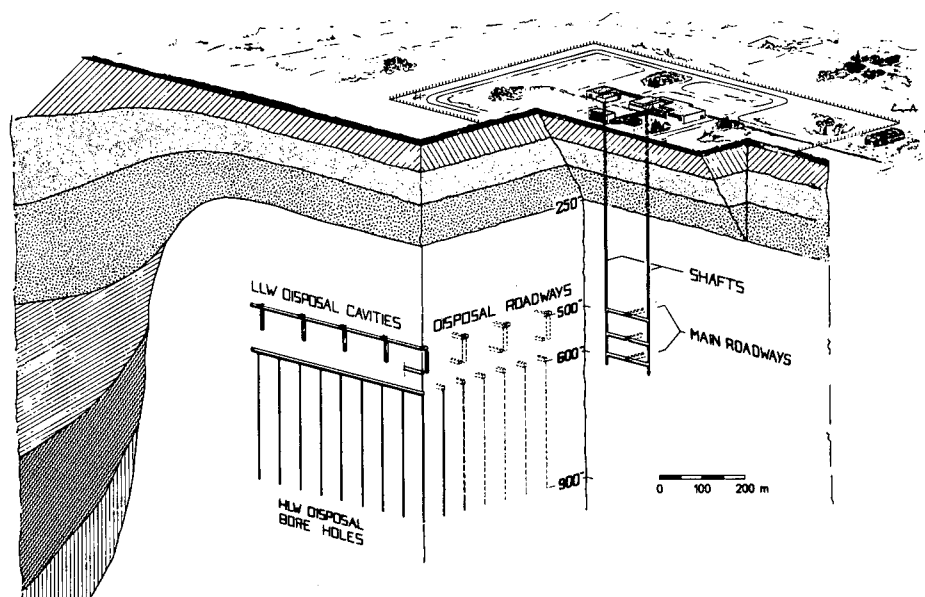 250
SHAFTS
LLW DISPOSAL CAVITIES
DISPOSAL ROADWAYS
500
600
MAIN ROADWAYS
900
0 100 200 m
HLW DISPOSAL
BORE HOLES